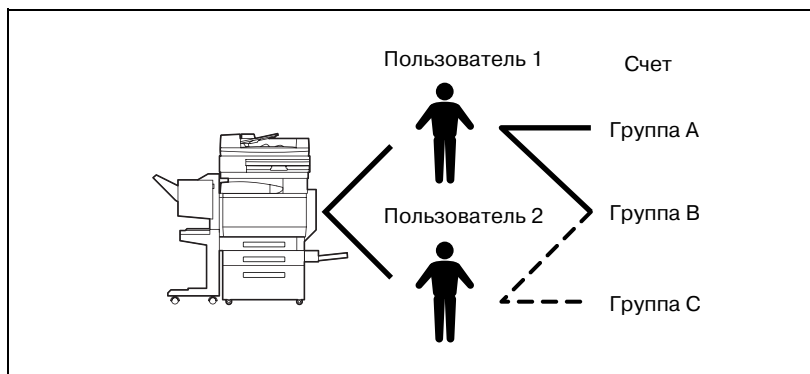 Пользователь 1
Счет
Группа A
Пользователь 2
Группа B
Группа C